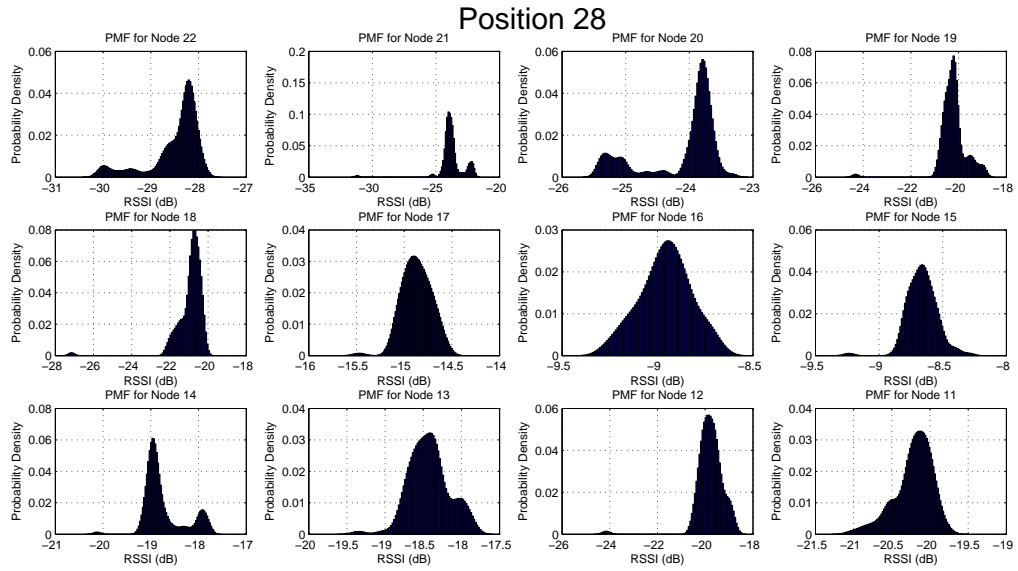 Position 28
PMF for Node 22
PMF for Node 21
PMF for Node 20
PMF for Node 19
0.06
0.04
0.02
0
Probability Density
−31 −30 −29 −28 −27
RSSI (dB)
0.2
0.15
0.1
0.05
0
Probability Density
−35 −30 −25 −20
RSSI (dB)
0.06
0.04
0.02
0
Probability Density
−26 −25 −24 −23
RSSI (dB)
0.08
0.06
0.04
0.02
0
Probability Density
−26 −24 −22 −20 −18
RSSI (dB)
PMF for Node 18
PMF for Node 17
PMF for Node 16
PMF for Node 15
0.08
0.06
0.04
0.02
0
Probability Density
−28 −26 −24 −22 −20 −18
RSSI (dB)
0.04
0.03
0.02
0.01
0
Probability Density
−16 −15.5 −15 −14.5 −14
RSSI (dB)
0.03
0.02
0.01
0
Probability Density
−9.5 −9 −8.5
RSSI (dB)
0.06
0.04
0.02
0
Probability Density
−9.5 −9 −8.5 −8
RSSI (dB)
PMF for Node 14
PMF for Node 13
PMF for Node 12
PMF for Node 11
0.08
0.06
0.04
0.02
0
Probability Density
−21 −20 −19 −18 −17
RSSI (dB)
0.04
0.03
0.02
0.01
0
Probability Density
−20 −19.5 −19 −18.5 −18 −17.5
RSSI (dB)
0.06
0.04
0.02
0
Probability Density
−26 −24 −22 −20 −18
RSSI (dB)
0.04
0.03
0.02
0.01
0
Probability Density
−21.5 −21 −20.5 −20 −19.5 −19
RSSI (dB)